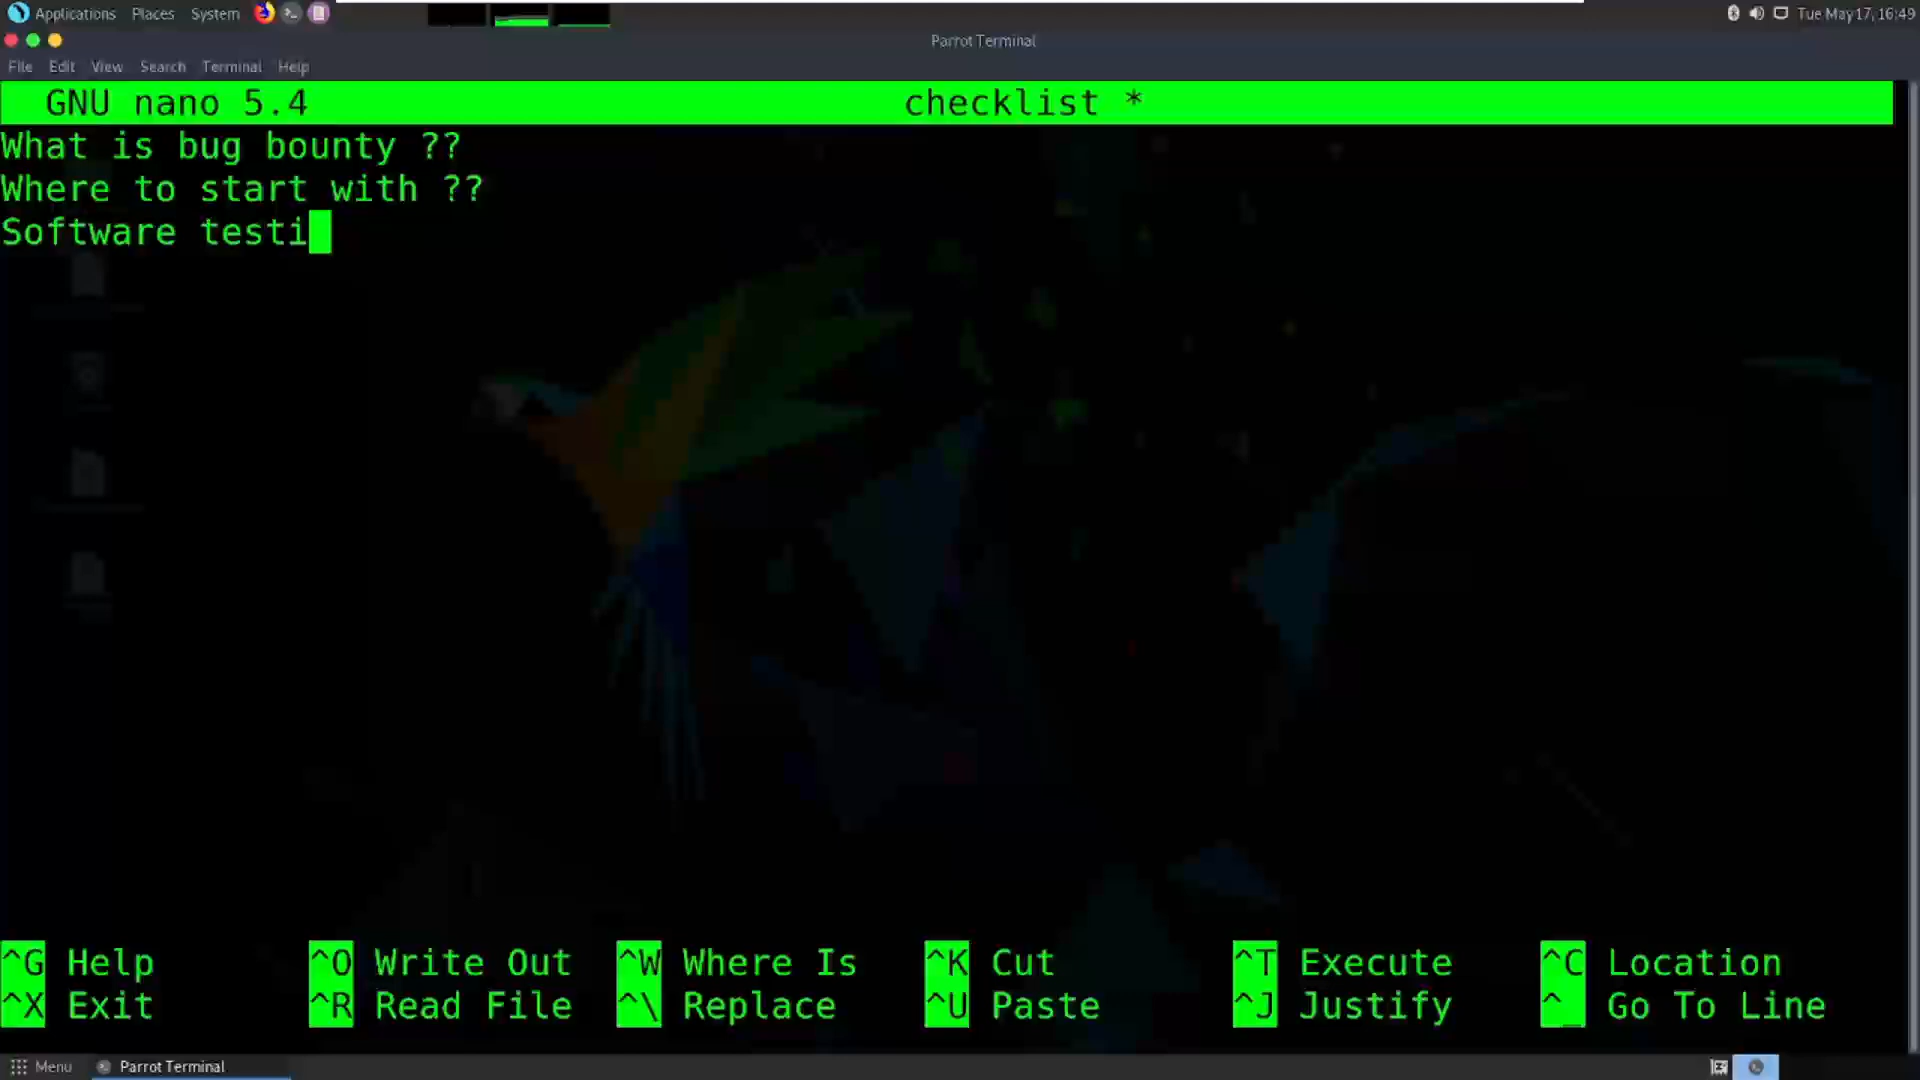 Applications Places System Tue May 17, 16:49
Parrot Terminal
File Edit View Search Terminal Help
GNU nano 5.4 checklist *
What is bug bounty ??
Where to start with ??
Software testi
^G Help ^O Write Out ^W Where Is ^K Cut ^T Execute ^C Location
^X Exit ^R Read File ^\ Replace ^U Paste ^J Justify ^_ Go To Line
Menu Parrot Terminal